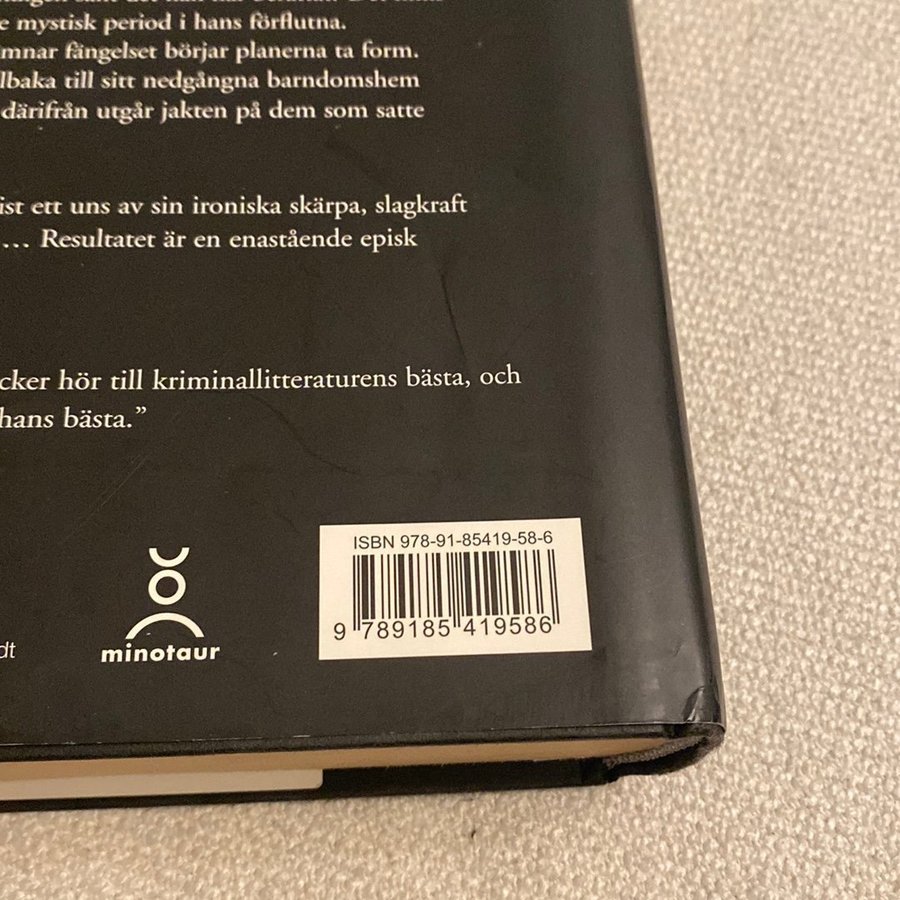 e mystisk period i hans förflutna.
mnar fängelset börjar planerna ta form.
lbaka till sitt nedgångna barndomshem
därifrån utgår jakten på dem som satte
ist ett uns av sin ironiska skärpa, slagkraft
… Resultatet är en enastående episk
cker hör till kriminallitteraturens bästa, och
hans bästa.”
dt
minotaur
ISBN 978-91-85419-58-6
9 789185 419586